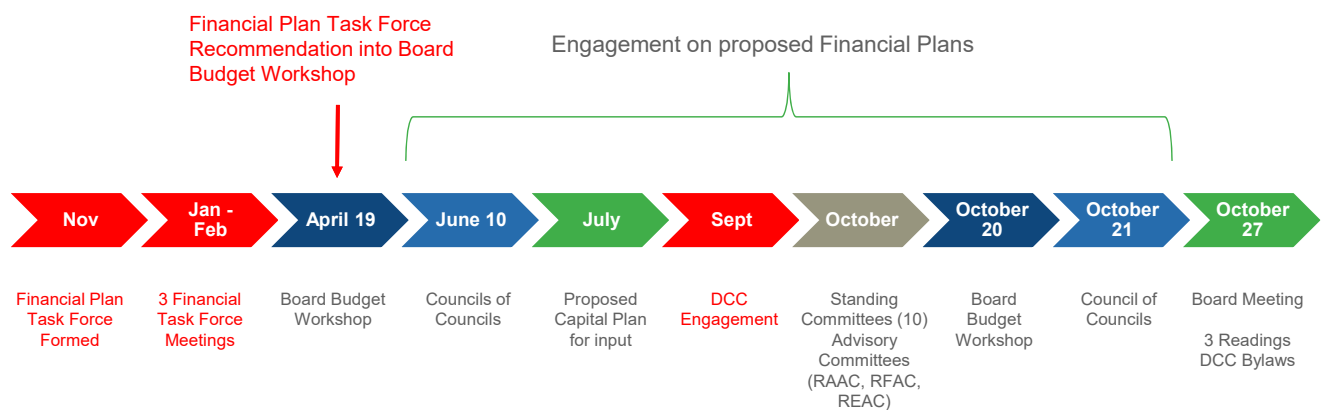 Financial Plan Task Force
Recommendation into Board
Budget Workshop
Engagement on proposed Financial Plans
Nov
Jan -
Feb
April 19
June 10
July
Sept
October
October
20
October
21
October
27
Financial Plan
Task Force
Formed
3 Financial
Task Force
Meetings
Board Budget
Workshop
Councils of
Councils
Proposed
Capital Plan
for input
DCC
Engagement
Standing
Committees (10)
Advisory
Committees
(RAAC, RFAC,
REAC)
Board
Budget
Workshop
Council of
Councils
Board Meeting
3 Readings
DCC Bylaws